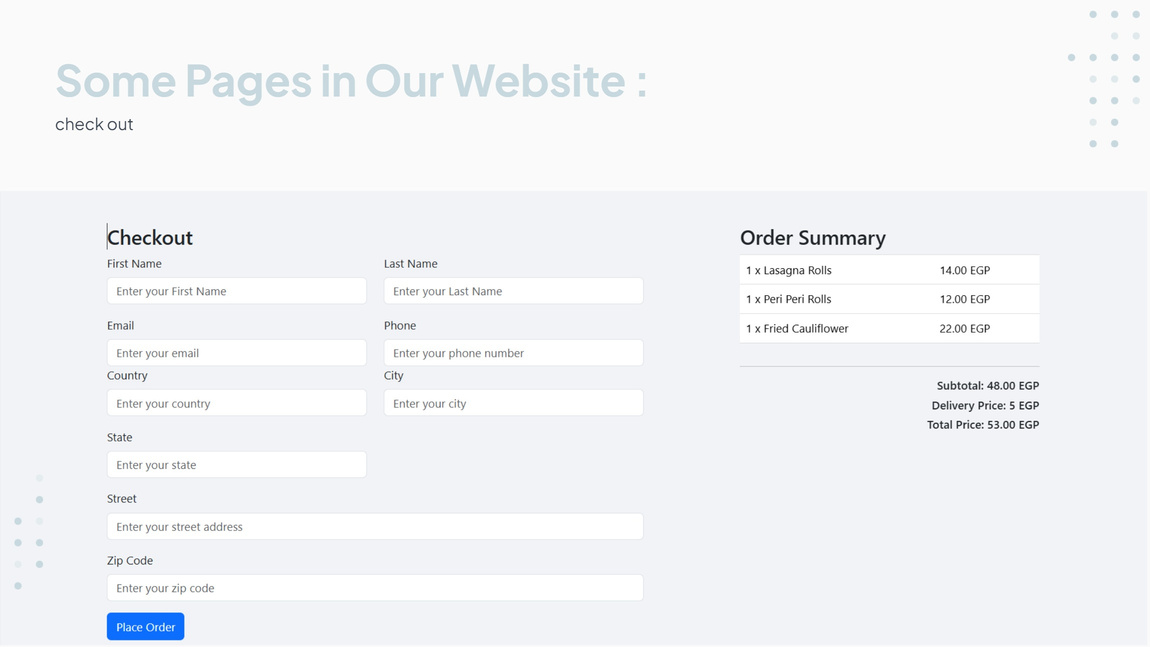 Some Pages in Our Website :
check out
Checkout
First Name
Last Name
Enter your First Name
Enter your Last Name
Email
Phone
Enter your email
Enter your phone number
Country
City
Enter your country
Enter your city
State
Enter your state
Street
Enter your street address
Zip Code
Enter your zip code
Place Order
Order Summary
1 x Lasagna Rolls 14.00 EGP
1 x Peri Peri Rolls 12.00 EGP
1 x Fried Cauliflower 22.00 EGP
Subtotal: 48.00 EGP
Delivery Price: 5 EGP
Total Price: 53.00 EGP